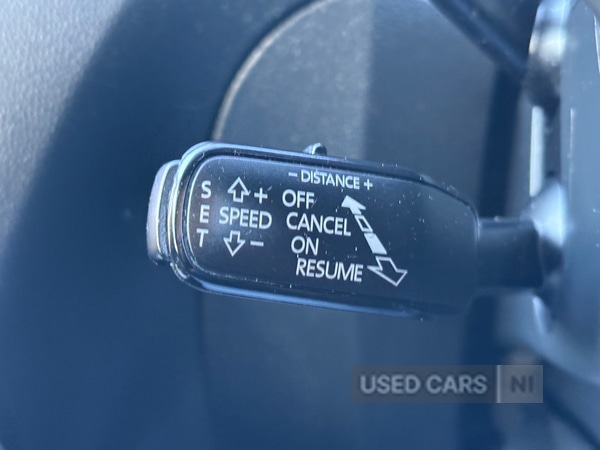 − DISTANCE +
S E T
+ OFF
SPEED CANCEL
− ON
RESUME
USED CARS NI